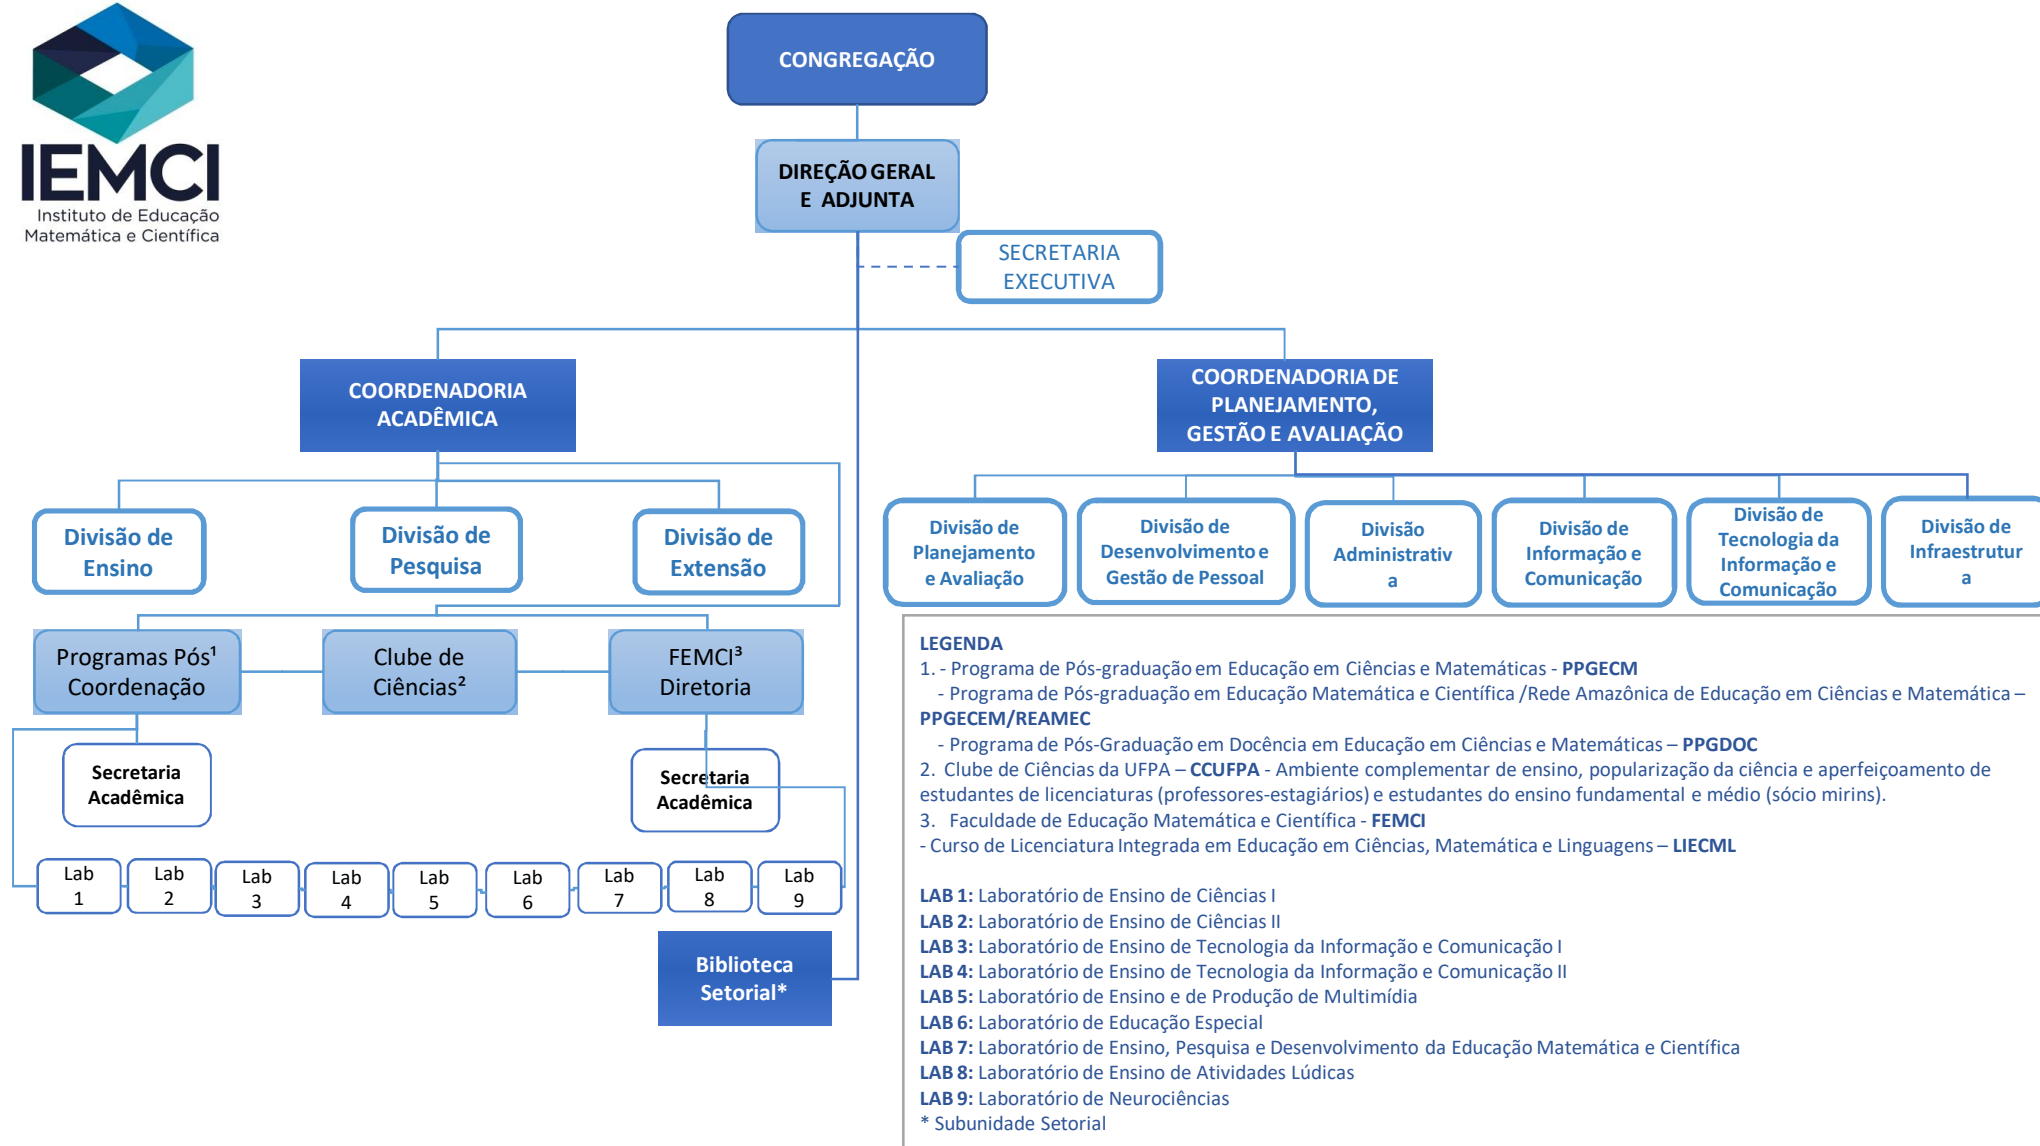 IEMCI
Instituto de Educação
Matemática e Científica
CONGREGAÇÃO
DIREÇÃO GERAL
E ADJUNTA
SECRETARIA
EXECUTIVA
COORDENADORIA
ACADÊMICA
COORDENADORIA DE
PLANEJAMENTO,
GESTÃO E AVALIAÇÃO
Divisão de
Ensino
Divisão de
Pesquisa
Divisão de
Extensão
Divisão de
Planejamento
e Avaliação
Divisão de
Desenvolvimento e
Gestão de Pessoal
Divisão
Administrativ
a
Divisão de
Informação e
Comunicação
Divisão de
Tecnologia da
Informação e
Comunicação
Divisão de
Infraestrutur
a
Programas Pós¹
Coordenação
Clube de
Ciências²
FEMCI³
Diretoria
Secretaria
Acadêmica
Secretaria
Acadêmica
Lab
1
Lab
2
Lab
3
Lab
4
Lab
5
Lab
6
Lab
7
Lab
8
Lab
9
Biblioteca
Setorial*
LEGENDA
1. - Programa de Pós-graduação em Educação em Ciências e Matemáticas - PPGECM
- Programa de Pós-graduação em Educação Matemática e Científica /Rede Amazônica de Educação em Ciências e Matemática –
PPGECEM/REAMEC
- Programa de Pós-Graduação em Docência em Educação em Ciências e Matemáticas – PPGDOC
2. Clube de Ciências da UFPA – CCUFPA - Ambiente complementar de ensino, popularização da ciência e aperfeiçoamento de
estudantes de licenciaturas (professores-estagiários) e estudantes do ensino fundamental e médio (sócio mirins).
3. Faculdade de Educação Matemática e Científica - FEMCI
- Curso de Licenciatura Integrada em Educação em Ciências, Matemática e Linguagens – LIECML
LAB 1: Laboratório de Ensino de Ciências I
LAB 2: Laboratório de Ensino de Ciências II
LAB 3: Laboratório de Ensino de Tecnologia da Informação e Comunicação I
LAB 4: Laboratório de Ensino de Tecnologia da Informação e Comunicação II
LAB 5: Laboratório de Ensino e de Produção de Multimídia
LAB 6: Laboratório de Educação Especial
LAB 7: Laboratório de Ensino, Pesquisa e Desenvolvimento da Educação Matemática e Científica
LAB 8: Laboratório de Ensino de Atividades Lúdicas
LAB 9: Laboratório de Neurociências
* Subunidade Setorial